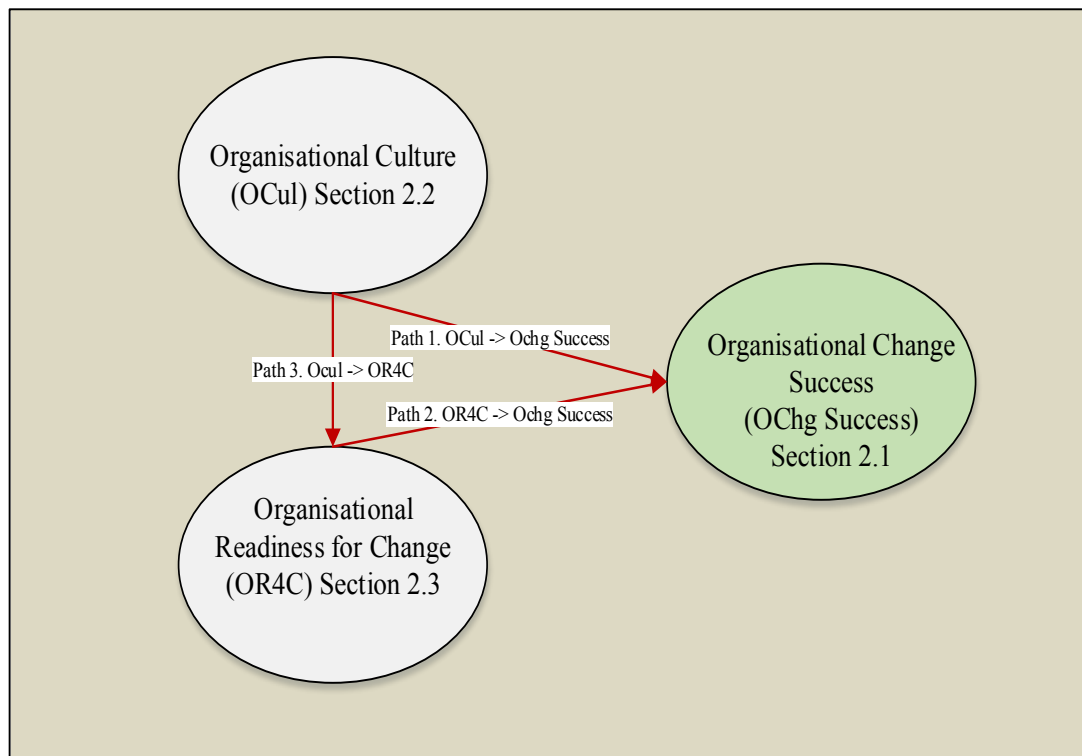 Organisational Culture
(OCul) Section 2.2
Path 1. OCul -> Ochg Success
Path 3. Ocul -> OR4C
Organisational Change
Success
(OChg Success)
Section 2.1
Path 2. OR4C -> Ochg Success
Organisational
Readiness for Change
(OR4C) Section 2.3